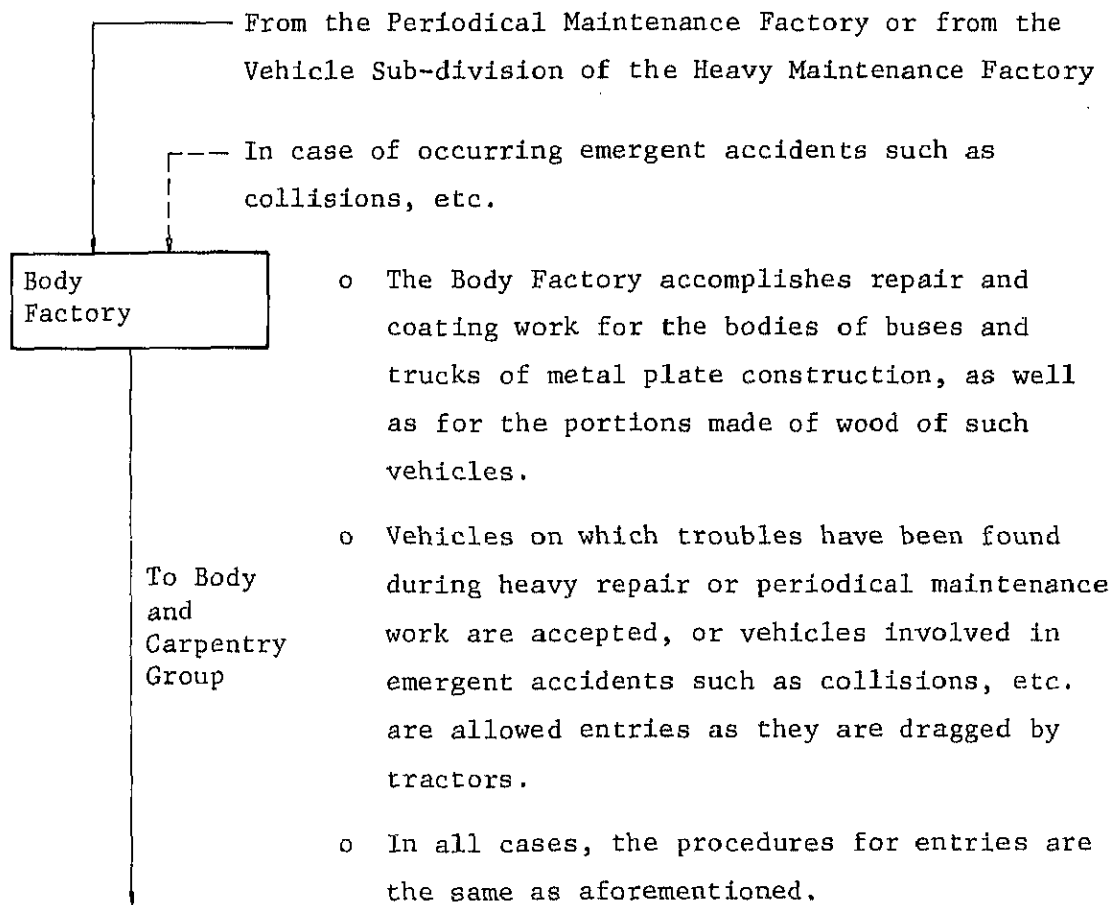 From the Periodical Maintenance Factory or from the
Vehicle Sub-division of the Heavy Maintenance Factory
In case of occurring emergent accidents such as
collisions, etc.
Body
Factory
o The Body Factory accomplishes repair and
coating work for the bodies of buses and
trucks of metal plate construction, as well
as for the portions made of wood of such
vehicles.
o Vehicles on which troubles have been found
during heavy repair or periodical maintenance
work are accepted, or vehicles involved in
emergent accidents such as collisions, etc.
are allowed entries as they are dragged by
tractors.
To Body
and
Carpentry
Group
o In all cases, the procedures for entries are
the same as aforementioned.